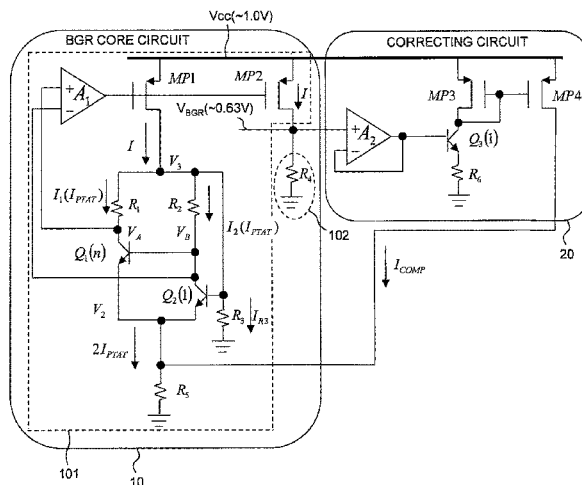 Vcc(~1.0V)
BGR CORE CIRCUIT
CORRECTING CIRCUIT
MP1
MP2
MP3
MP4
+
−
A1
I
VBGR(~0.63V)
+
−
A2
Q3(1)
I
V3
R4
R6
I1(IPTAT)
R1
R2
I2(IPTAT)
102
20
VA
VB
Q1(n)
Q2(1)
ICOMP
V2
R3
IR3
2IPTAT
R5
101
10